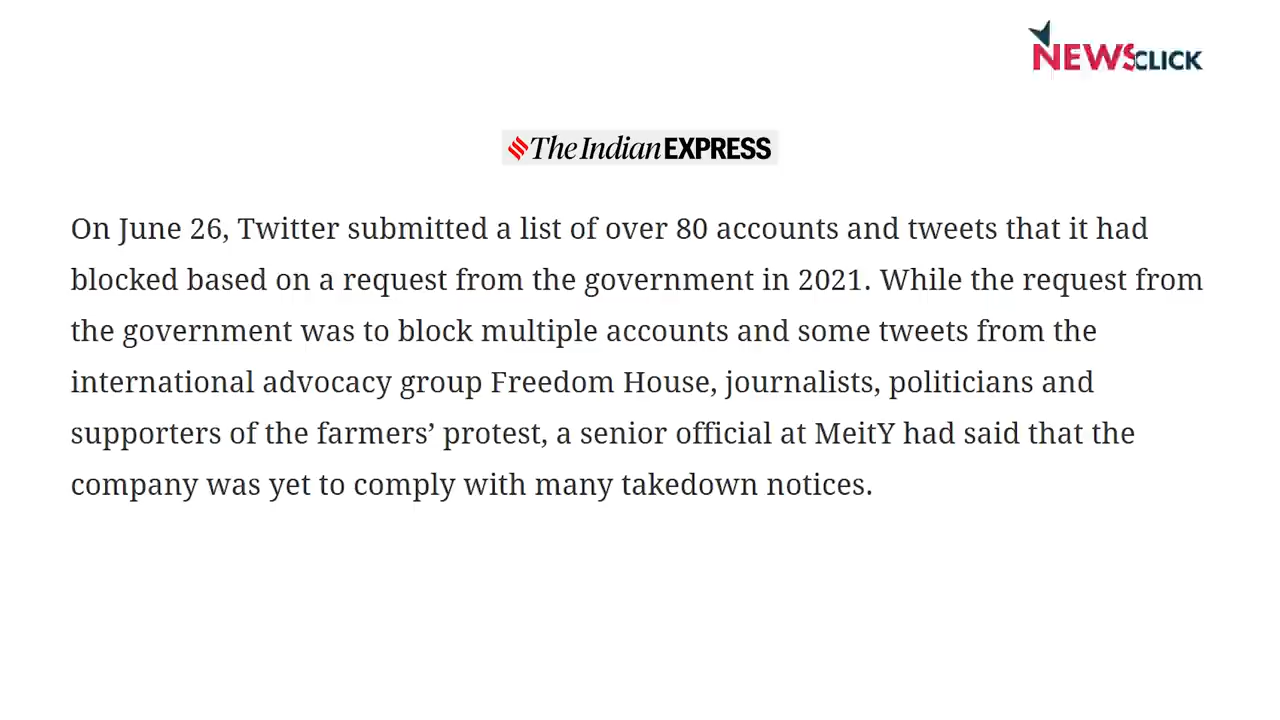 NEWSCLICK
The Indian EXPRESS
On June 26, Twitter submitted a list of over 80 accounts and tweets that it had
blocked based on a request from the government in 2021. While the request from
the government was to block multiple accounts and some tweets from the
international advocacy group Freedom House, journalists, politicians and
supporters of the farmers’ protest, a senior official at MeitY had said that the
company was yet to comply with many takedown notices.